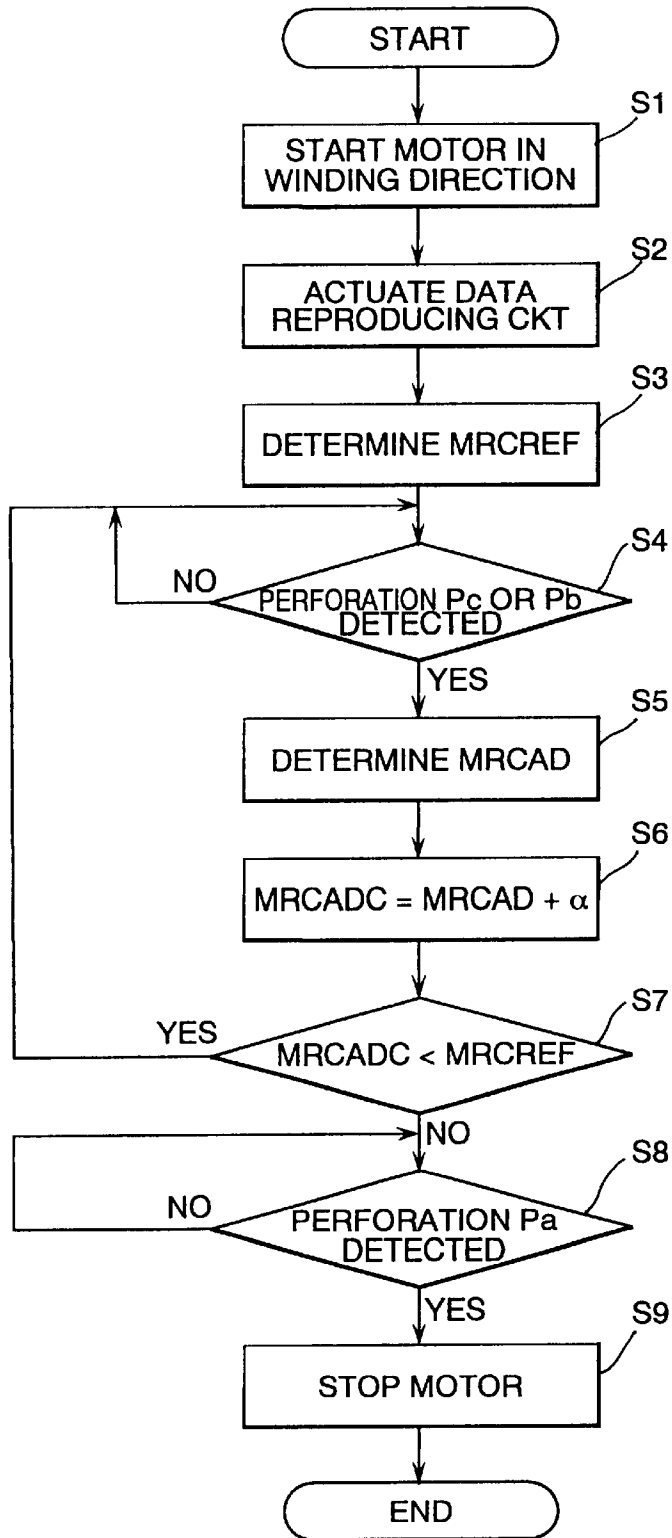 START
S1
START MOTOR IN
WINDING DIRECTION
S2
ACTUATE DATA
REPRODUCING CKT
S3
DETERMINE MRCREF
S4
NO
PERFORATION Pc OR Pb
DETECTED
YES
S5
DETERMINE MRCAD
S6
MRCADC = MRCAD + α
S7
YES
MRCADC < MRCREF
NO
S8
NO
PERFORATION Pa
DETECTED
YES
S9
STOP MOTOR
END